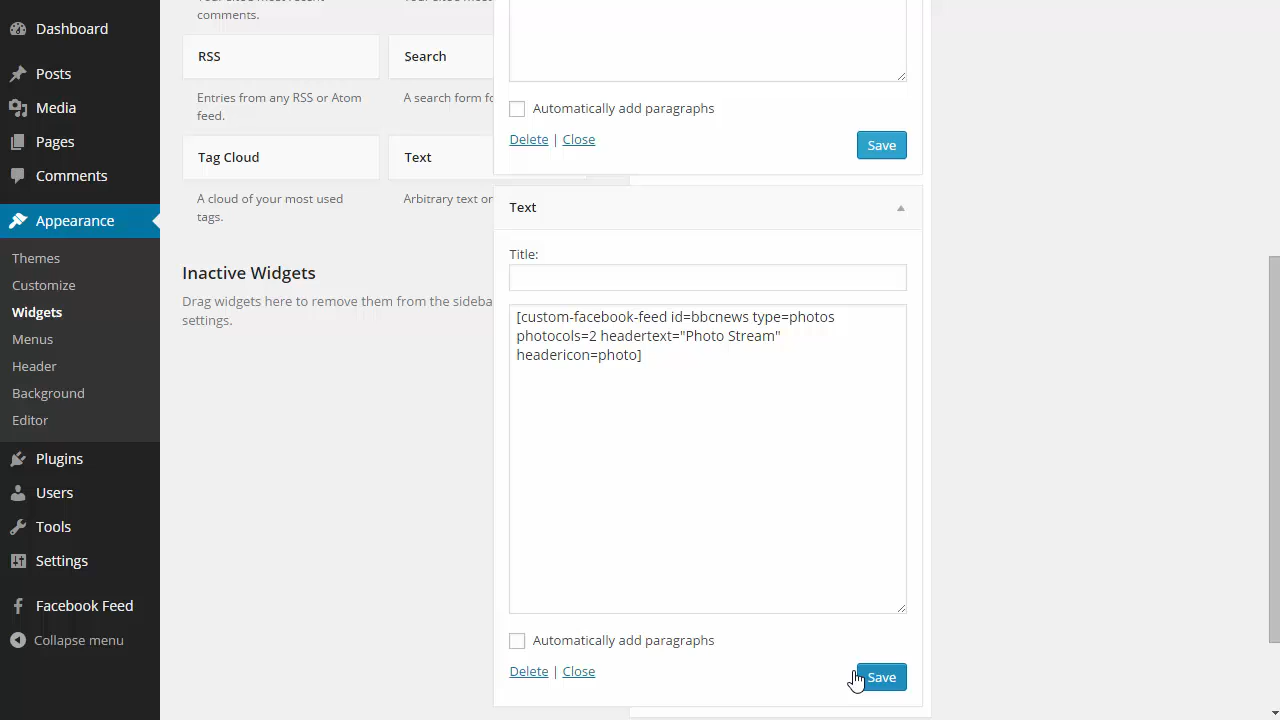 Dashboard
Posts
Media
Pages
Comments
Appearance
Themes
Customize
Widgets
Menus
Header
Background
Editor
Plugins
Users
Tools
Settings
Facebook Feed
Collapse menu
comments.
RSS
Search
Entries from any RSS or Atom
feed.
A search form
Tag Cloud
Text
A cloud of your most used
tags.
Arbitrary text or
Inactive Widgets
Drag widgets here to remove them from the
settings.
Automatically add paragraphs
Delete | Close
Save
Text
Title:
[custom-facebook-feed id=bbcnews type=photos
photocols=2 headertext="Photo Stream"
headericon=photo]
Automatically add paragraphs
Delete | Close
Save